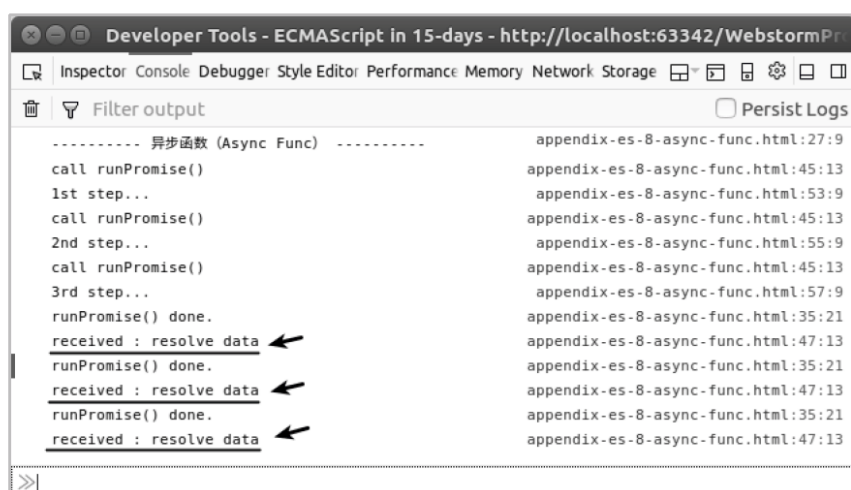 Developer Tools - ECMAScript in 15-days - http://localhost:63342/WebstormPr
Inspector Console Debugger Style Editor Performance Memory Network Storage
Filter output Persist Logs
---------- 异步函数（Async Func） ---------- appendix-es-8-async-func.html:27:9
call runPromise() appendix-es-8-async-func.html:45:13
1st step... appendix-es-8-async-func.html:53:9
call runPromise() appendix-es-8-async-func.html:45:13
2nd step... appendix-es-8-async-func.html:55:9
call runPromise() appendix-es-8-async-func.html:45:13
3rd step... appendix-es-8-async-func.html:57:9
runPromise() done. appendix-es-8-async-func.html:35:21
received : resolve data appendix-es-8-async-func.html:47:13
runPromise() done. appendix-es-8-async-func.html:35:21
received : resolve data appendix-es-8-async-func.html:47:13
runPromise() done. appendix-es-8-async-func.html:35:21
received : resolve data appendix-es-8-async-func.html:47:13